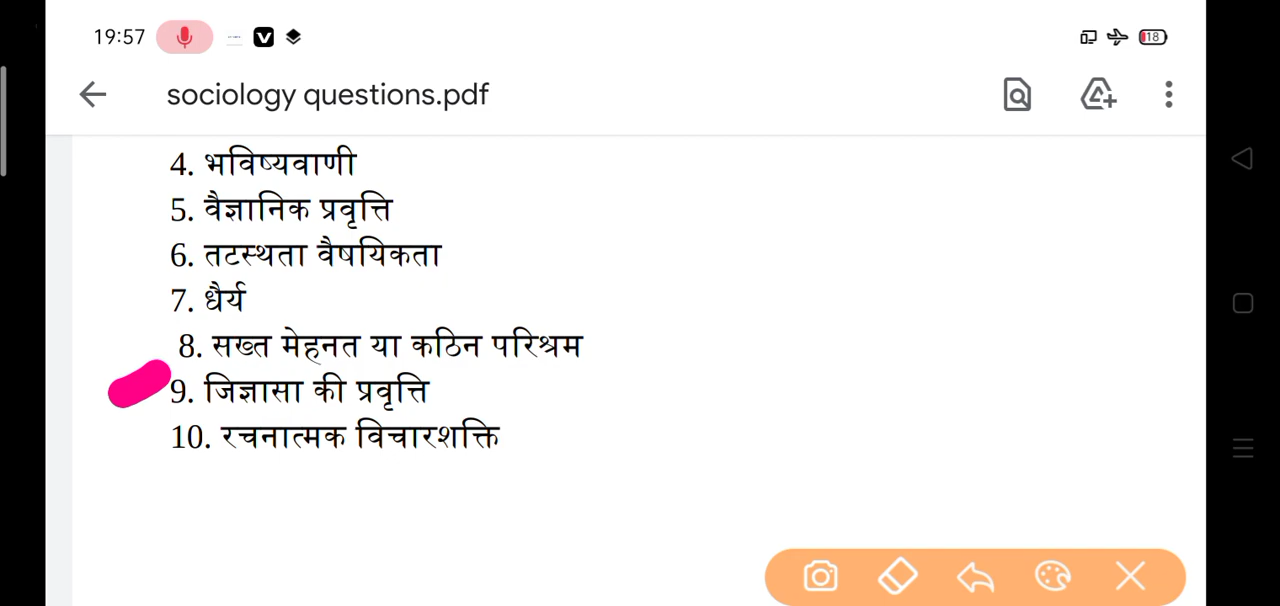 19:57
18
sociology questions.pdf
4. भविष्यवाणी
5. वैज्ञानिक प्रवृत्ति
6. तटस्थता वैषयिकता
7. धैर्य
8. सख्त मेहनत या कठिन परिश्रम
9. जिज्ञासा की प्रवृत्ति
10. रचनात्मक विचारशक्ति